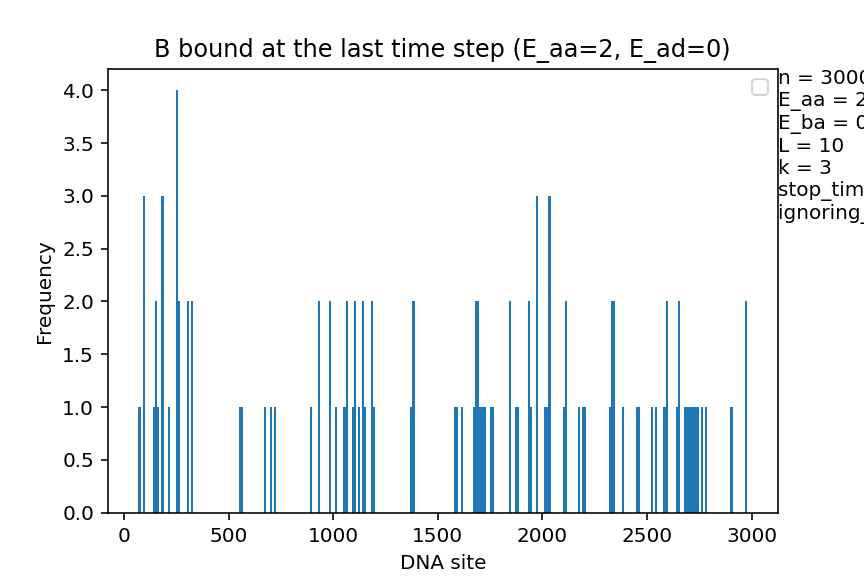 B bound at the last time step (E_aa=2, E_ad=0)
n = 3000
E_aa = 2
E_ba = 0
L = 10
k = 3
stop_tim
ignoring_
4.0
3.5
3.0
2.5
2.0
1.5
1.0
0.5
0.0
Frequency
0 500 1000 1500 2000 2500 3000
DNA site